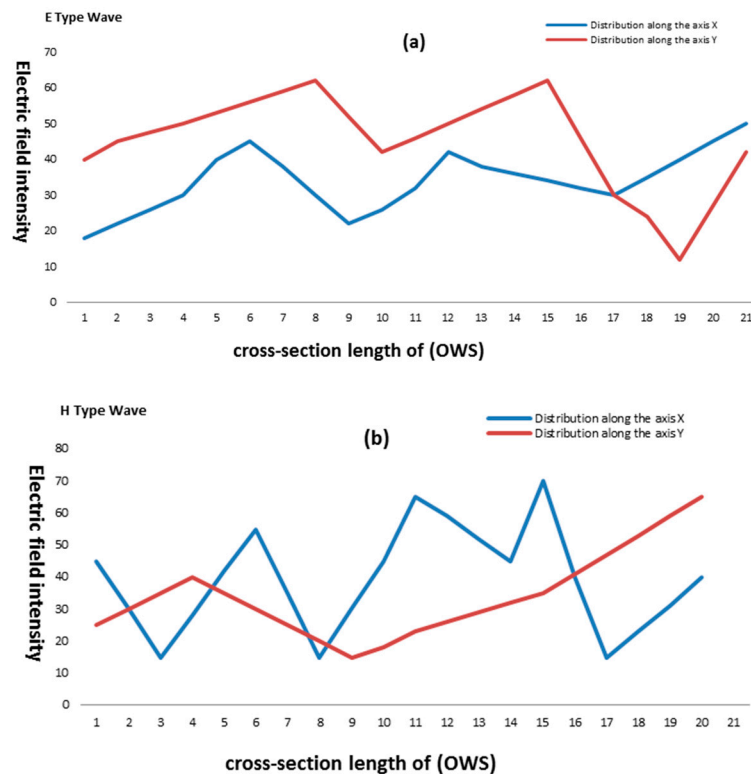 E Type Wave
(a)
Distribution along the axis X
Distribution along the axis Y
Electric field intensity
70
60
50
40
30
20
10
0
1 2 3 4 5 6 7 8 9 10 11 12 13 14 15 16 17 18 19 20 21
cross-section length of (OWS)
H Type Wave
(b)
Distribution along the axis X
Distribution along the axis Y
Electric field intensity
80
70
60
50
40
30
20
10
0
1 2 3 4 5 6 7 8 9 10 11 12 13 14 15 16 17 18 19 20 21
cross-section length of (OWS)